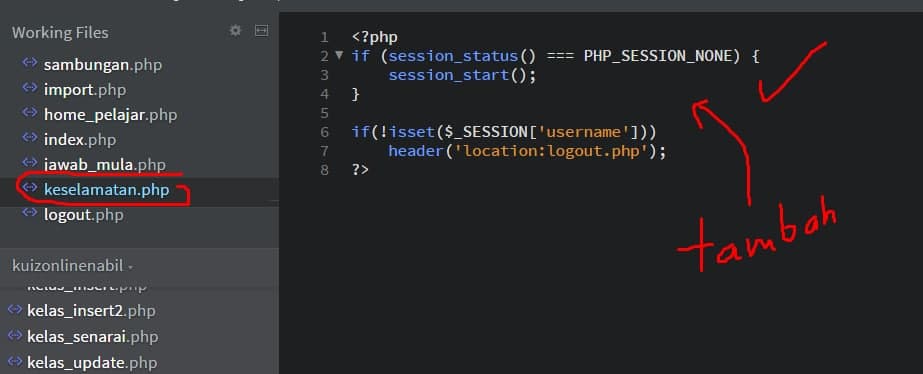 Working Files
sambungan.php
import.php
home_pelajar.php
index.php
jawab_mula.php
keselamatan.php
logout.php
kuizonlinenabil
kelas_insert.php
kelas_insert2.php
kelas_senarai.php
kelas_update.php
1 <?php
2 if (session_status() === PHP_SESSION_NONE) {
3 session_start();
4 }
5
6 if(!isset($_SESSION['username']))
7 header('location:logout.php');
8 ?>
tambah